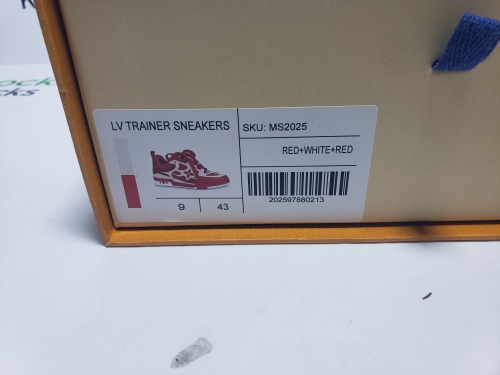 LV TRAINER SNEAKERS
SKU: MS2025
RED+WHITE+RED
9 43
202597880213